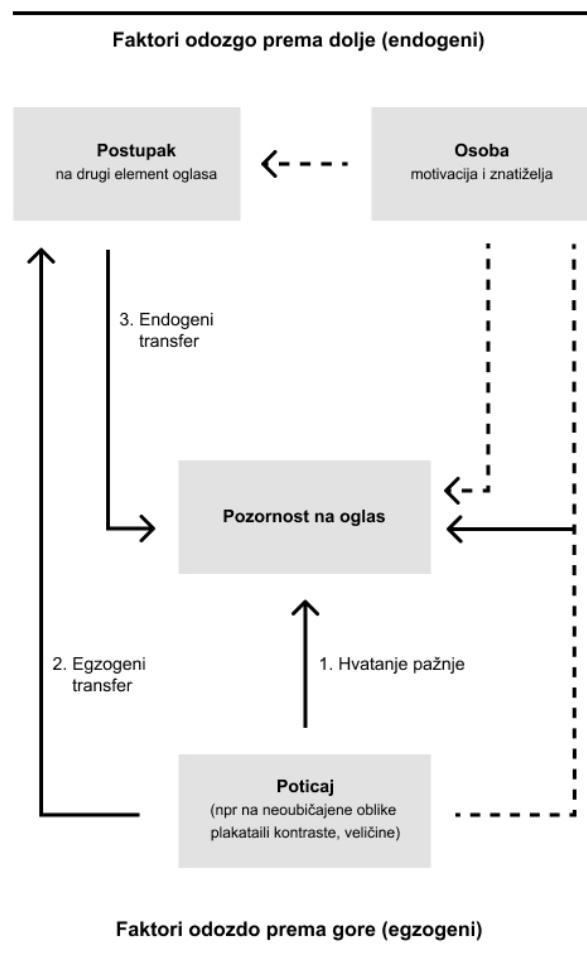 Faktori odozgo prema dolje (endogeni)
Postupak
na drugi element oglasa
Osoba
motivacija i znatiželja
3. Endogeni
transfer
Pozornost na oglas
2. Egzogeni
transfer
1. Hvatanje pažnje
Poticaj
(npr na neoubičajene oblike
plakataili kontraste, veličine)
Faktori odozdo prema gore (egzogeni)